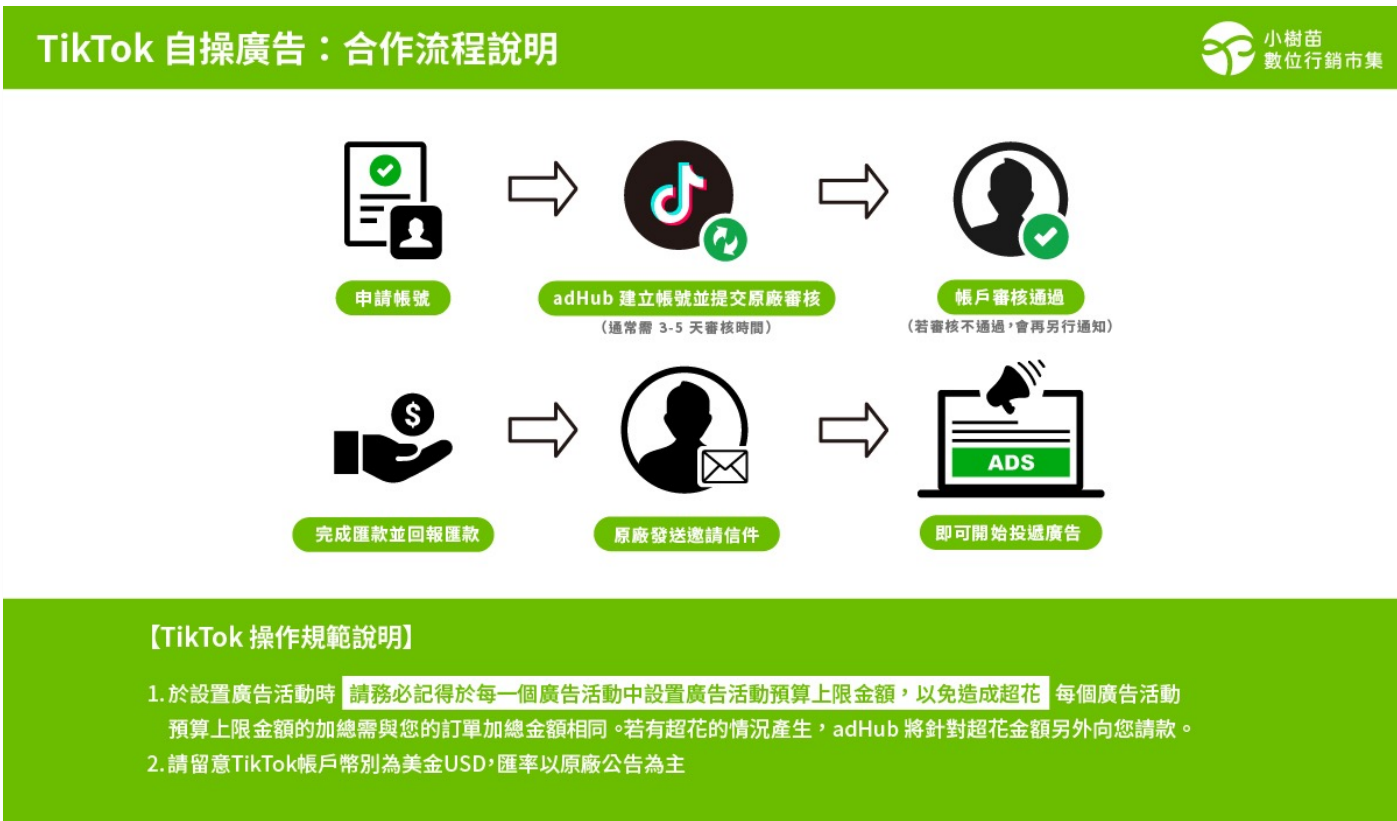 TikTok 自操廣告：合作流程說明
小樹苗
數位行銷市集
申請帳號
adHub 建立帳號並提交原廠審核
（通常需 3-5 天審核時間）
帳戶審核通過
（若審核不通過，會再另行通知）
$
ADS
完成匯款並回報匯款
原廠發送邀請信件
即可開始投遞廣告
【TikTok 操作規範說明】
1. 於設置廣告活動時 請務必記得於每一個廣告活動中設置廣告活動預算上限金額，以免造成超花 每個廣告活動
預算上限金額的加總需與您的訂單加總金額相同。若有超花的情況產生，adHub 將針對超花金額另外向您請款。
2. 請留意TikTok帳戶幣別為美金USD，匯率以原廠公告為主